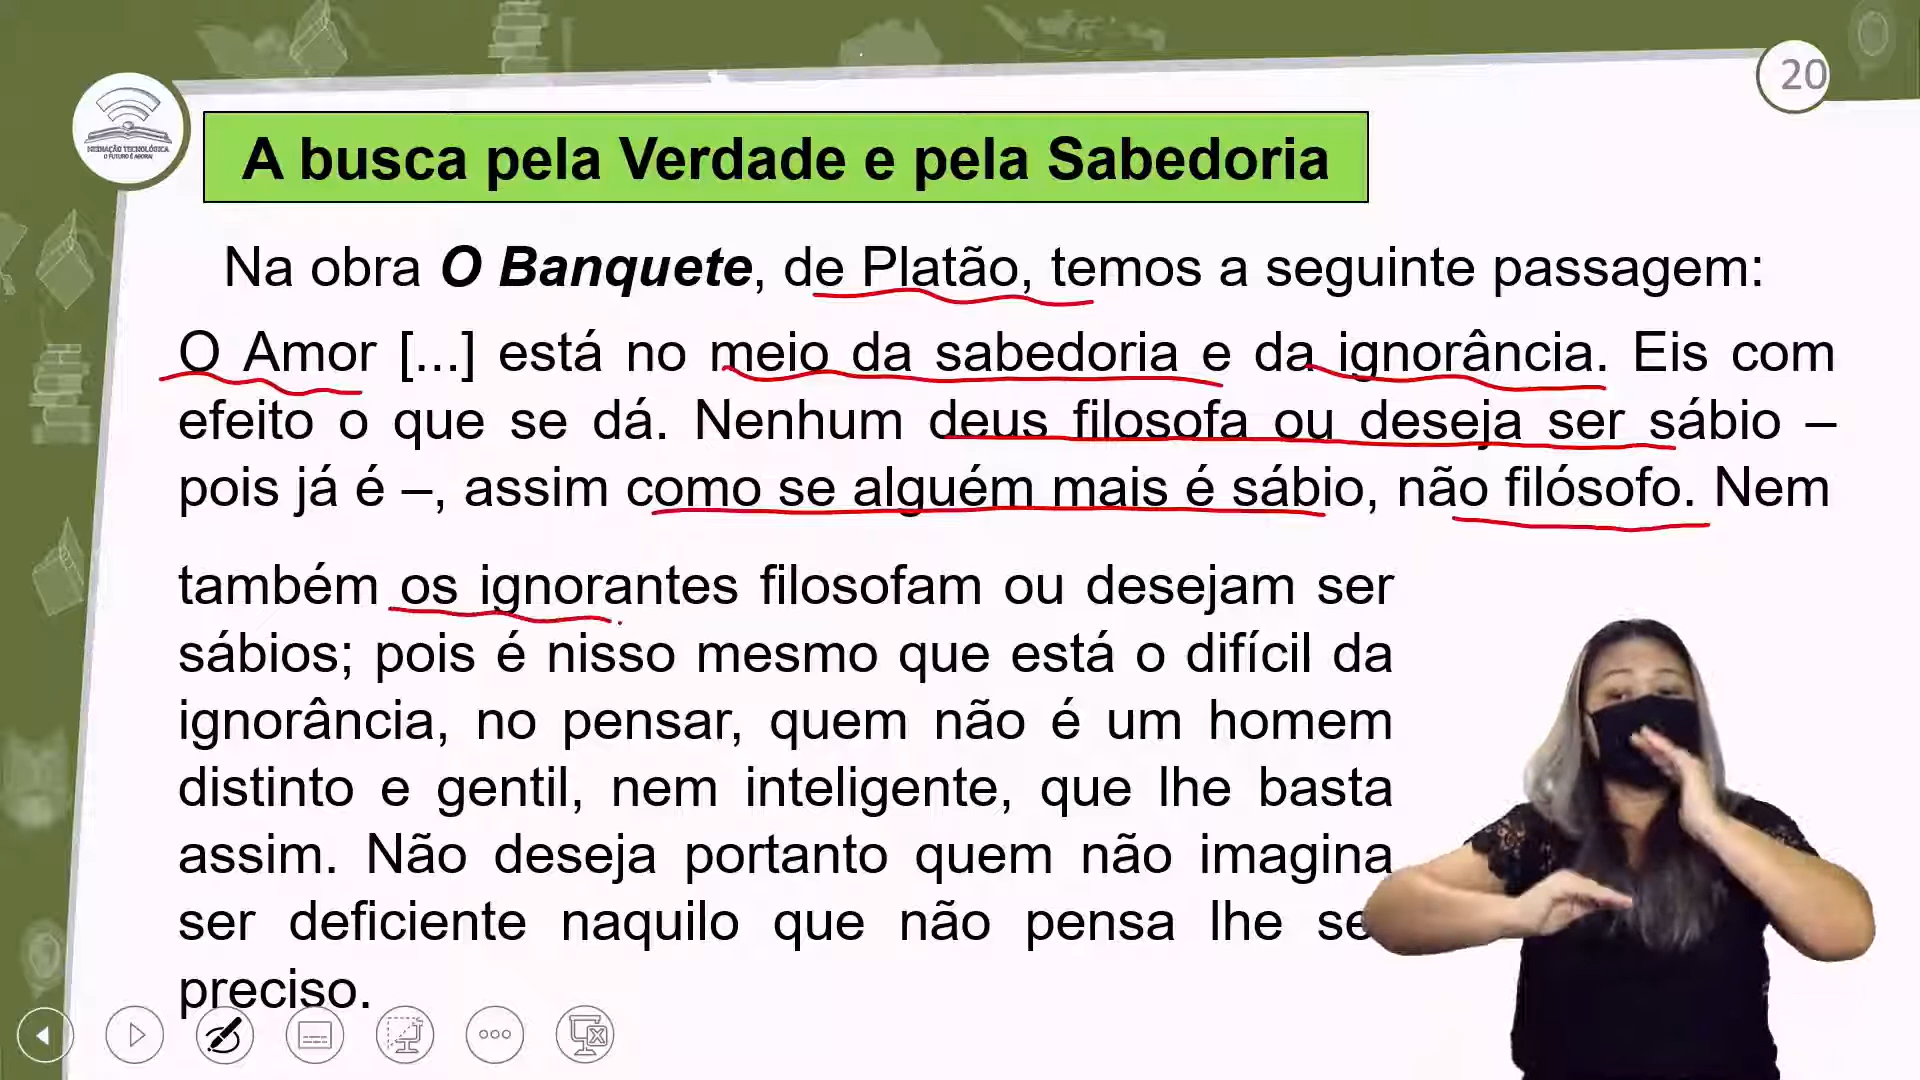 20
MEDIAÇÃO TECNOLÓGICA
O FUTURO É AGORA!
A busca pela Verdade e pela Sabedoria
Na obra O Banquete, de Platão, temos a seguinte passagem:
O Amor [...] está no meio da sabedoria e da ignorância. Eis com
efeito o que se dá. Nenhum deus filosofa ou deseja ser sábio –
pois já é –, assim como se alguém mais é sábio, não filósofo. Nem
também os ignorantes filosofam ou desejam ser
sábios; pois é nisso mesmo que está o difícil da
ignorância, no pensar, quem não é um homem
distinto e gentil, nem inteligente, que lhe basta
assim. Não deseja portanto quem não imagina
ser deficiente naquilo que não pensa lhe
preciso.